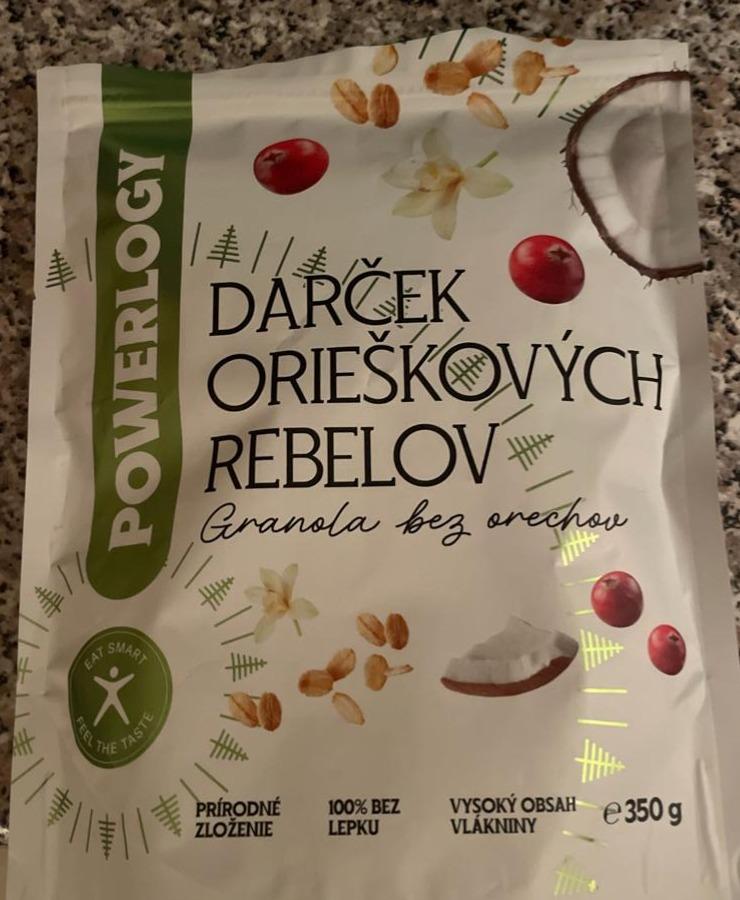 POWERLOGY
DARČEK
ORIEŠKOVÝCH
REBELOV
Granola bez orechov
EAT SMART
FEEL THE TASTE
PRÍRODNÉ
ZLOŽENIE
100% BEZ
LEPKU
VYSOKÝ OBSAH
VLÁKNINY
℮ 350 g